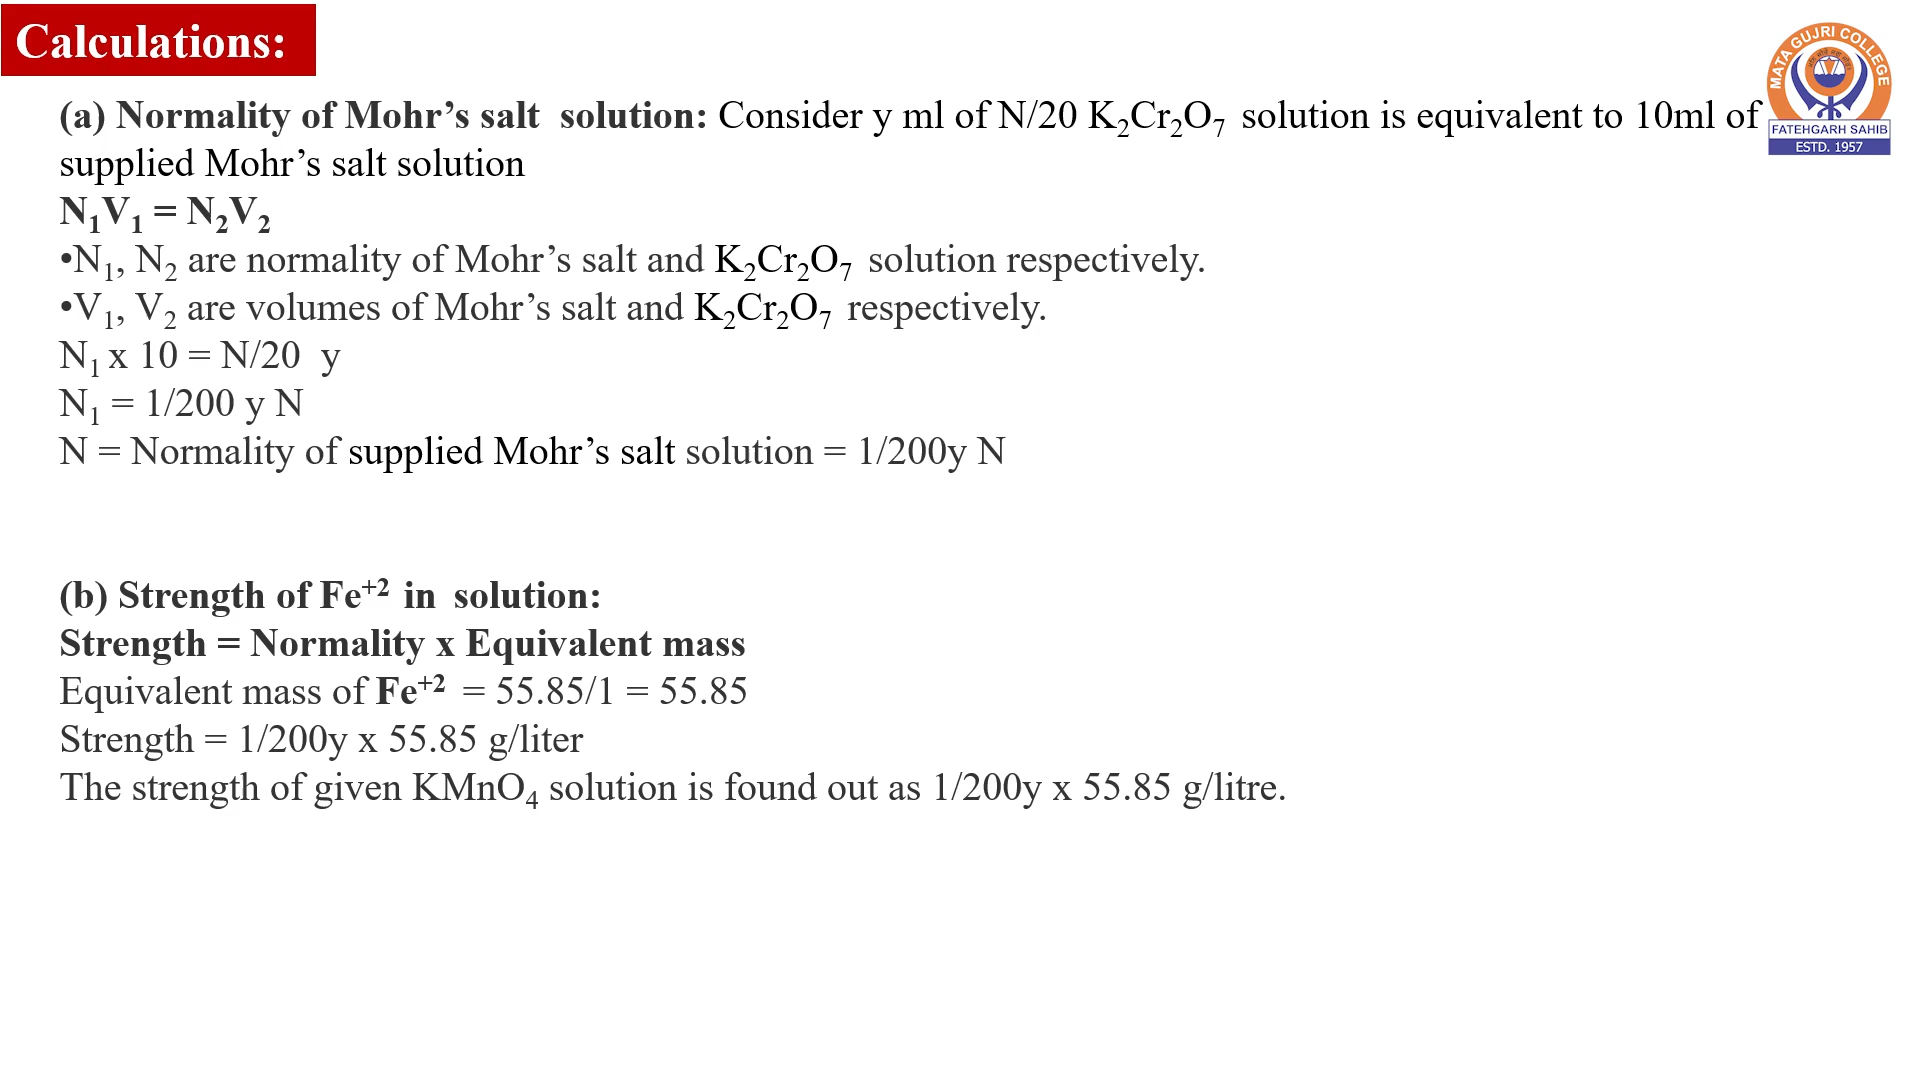 Calculations:
MATA GUJRI COLLEGE
FATEHGARH SAHIB
ESTD. 1957
(a) Normality of Mohr’s salt solution: Consider y ml of N/20 K₂Cr₂O₇ solution is equivalent to 10ml of
supplied Mohr’s salt solution
N₁V₁ = N₂V₂
•N₁, N₂ are normality of Mohr’s salt and K₂Cr₂O₇ solution respectively.
•V₁, V₂ are volumes of Mohr’s salt and K₂Cr₂O₇ respectively.
N₁ x 10 = N/20 y
N₁ = 1/200 y N
N = Normality of supplied Mohr’s salt solution = 1/200y N
(b) Strength of Fe⁺² in solution:
Strength = Normality x Equivalent mass
Equivalent mass of Fe⁺² = 55.85/1 = 55.85
Strength = 1/200y x 55.85 g/liter
The strength of given KMnO₄ solution is found out as 1/200y x 55.85 g/litre.